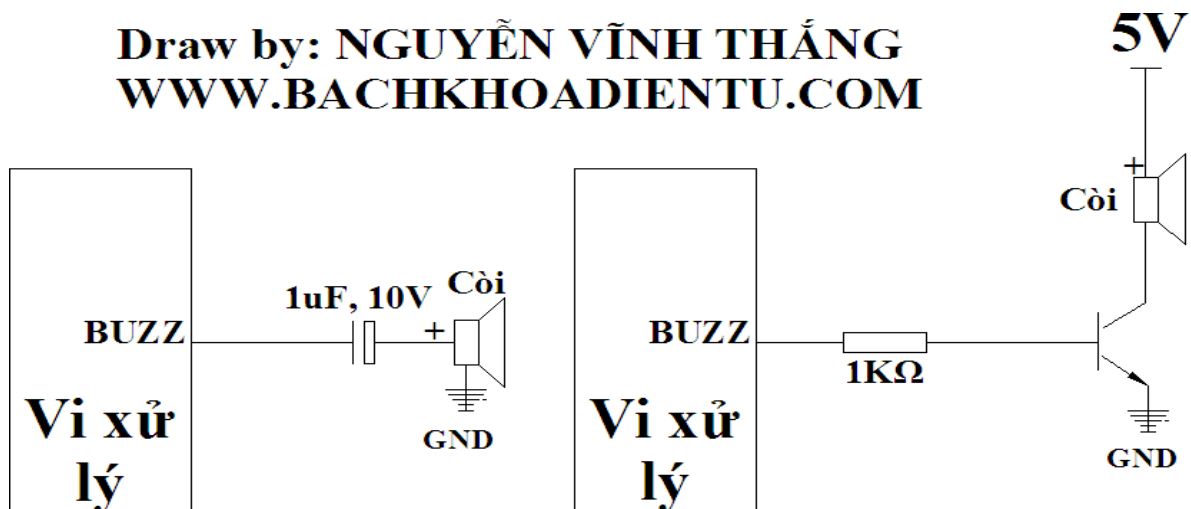 Draw by: NGUYỄN VĨNH THẮNG
WWW.BACHKHOADIENTU.COM
5V
+
Còi
1uF, 10V
Còi
+
BUZZ
GND
Vi xử
lý
BUZZ
1KΩ
GND
Vi xử
lý